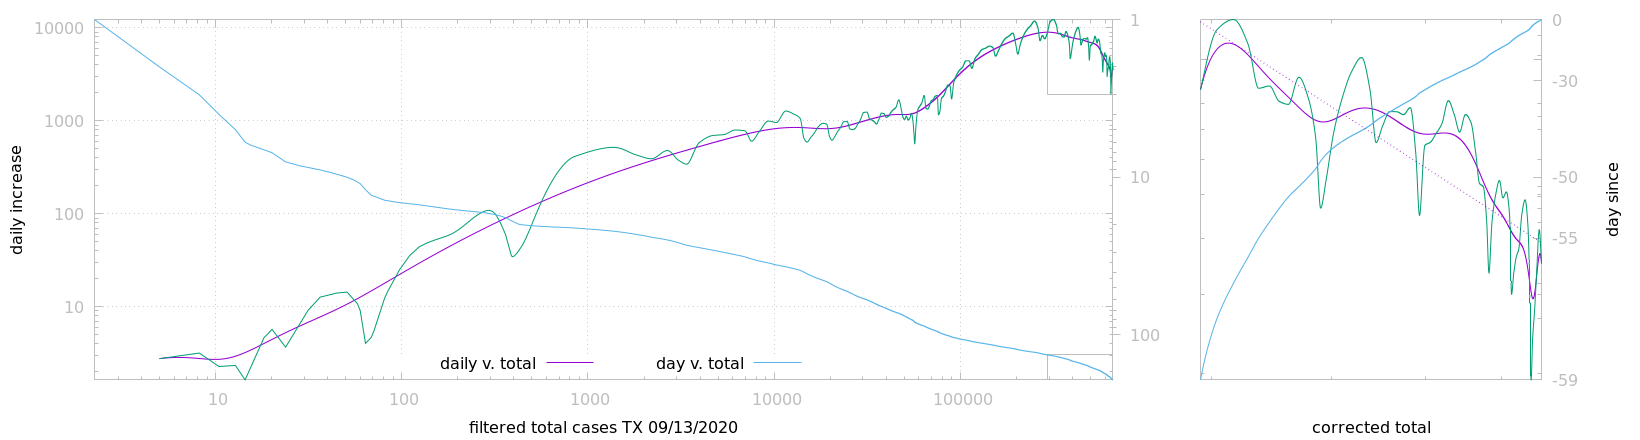 10000
1000
100
10
daily increase
10
100
1000
10000
100000
1
10
100
daily v. total
day v. total
filtered total cases TX 09/13/2020
0
-30
-50
-55
-59
day since
corrected total